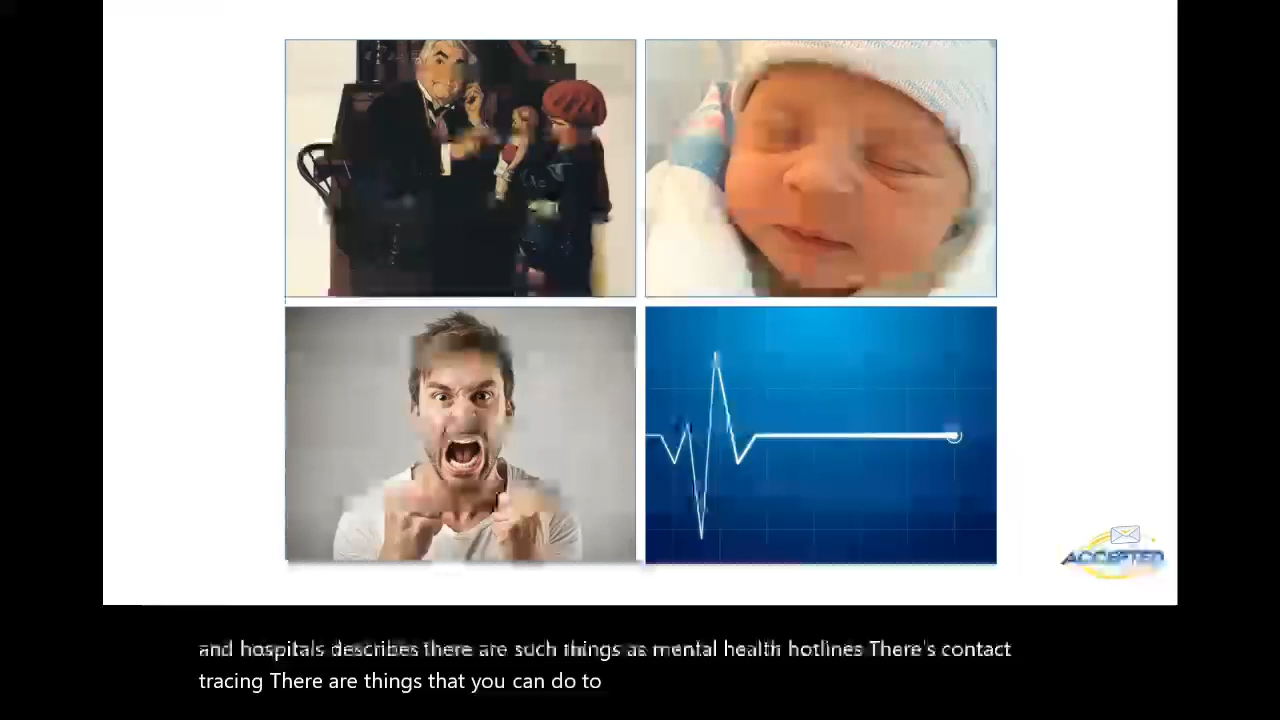 ACCEPTED
and hospitals describes there are such things as mental health hotlines There's contact
tracing There are things that you can do to